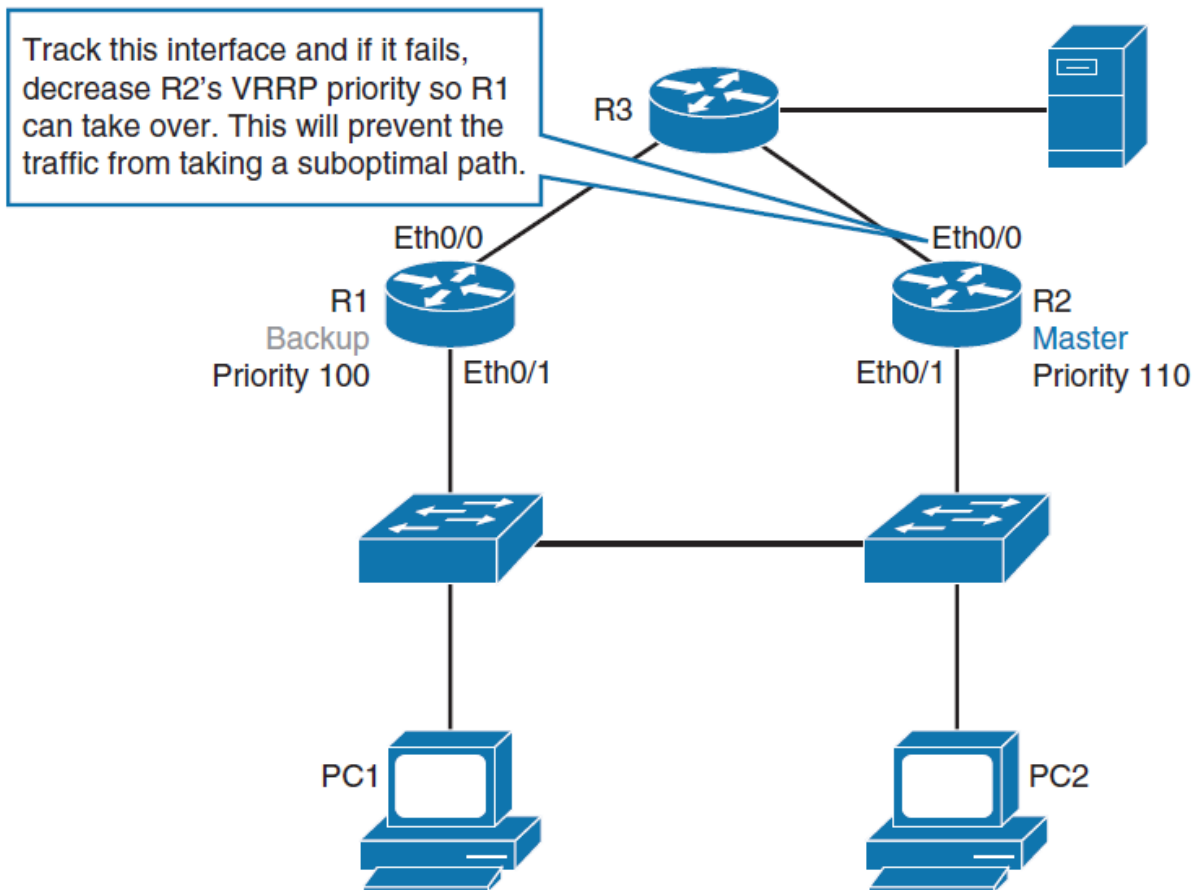 Track this interface and if it fails,
decrease R2’s VRRP priority so R1
can take over. This will prevent the
traffic from taking a suboptimal path.
R3
Eth0/0
Eth0/0
R1
Backup
Priority 100
Eth0/1
R2
Master
Priority 110
Eth0/1
PC1
PC2